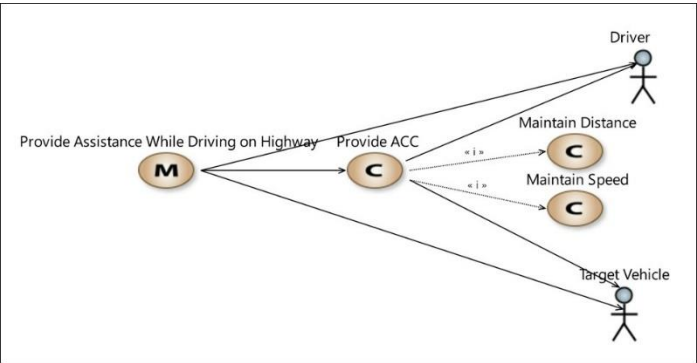 Driver
Provide Assistance While Driving on Highway
Provide ACC
Maintain Distance
« i »
M
C
C
« i »
Maintain Speed
C
Target Vehicle